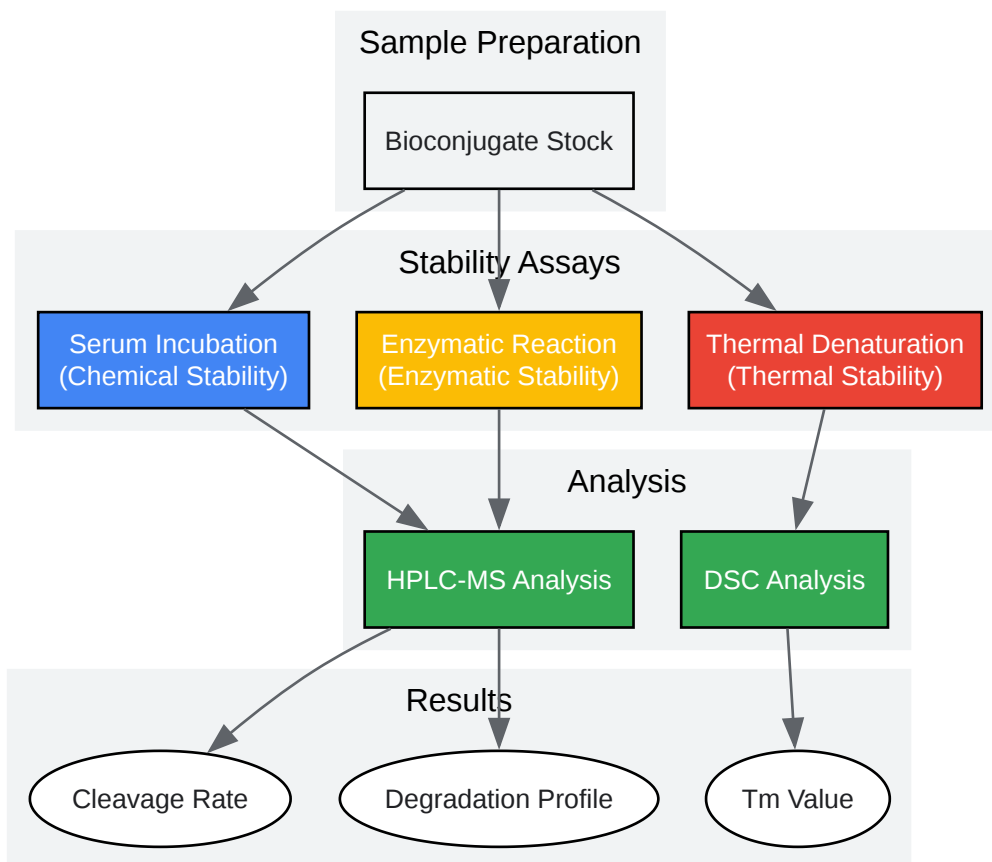 Sample Preparation
Bioconjugate Stock
Stability Assays
Serum Incubation
(Chemical Stability)
Enzymatic Reaction
(Enzymatic Stability)
Thermal Denaturation
(Thermal Stability)
Analysis
HPLC-MS Analysis
DSC Analysis
Results
Cleavage Rate
Degradation Profile
Tm Value